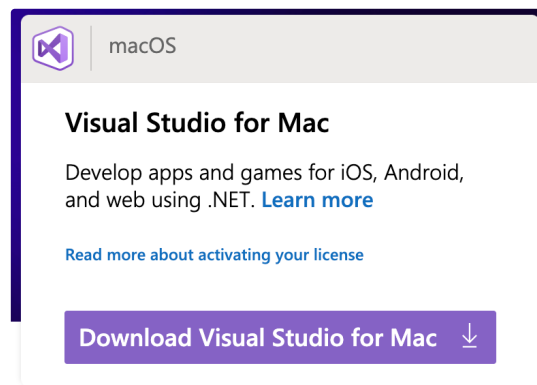 macOS
Visual Studio for Mac
Develop apps and games for iOS, Android,
and web using .NET. Learn more
Read more about activating your license
Download Visual Studio for Mac